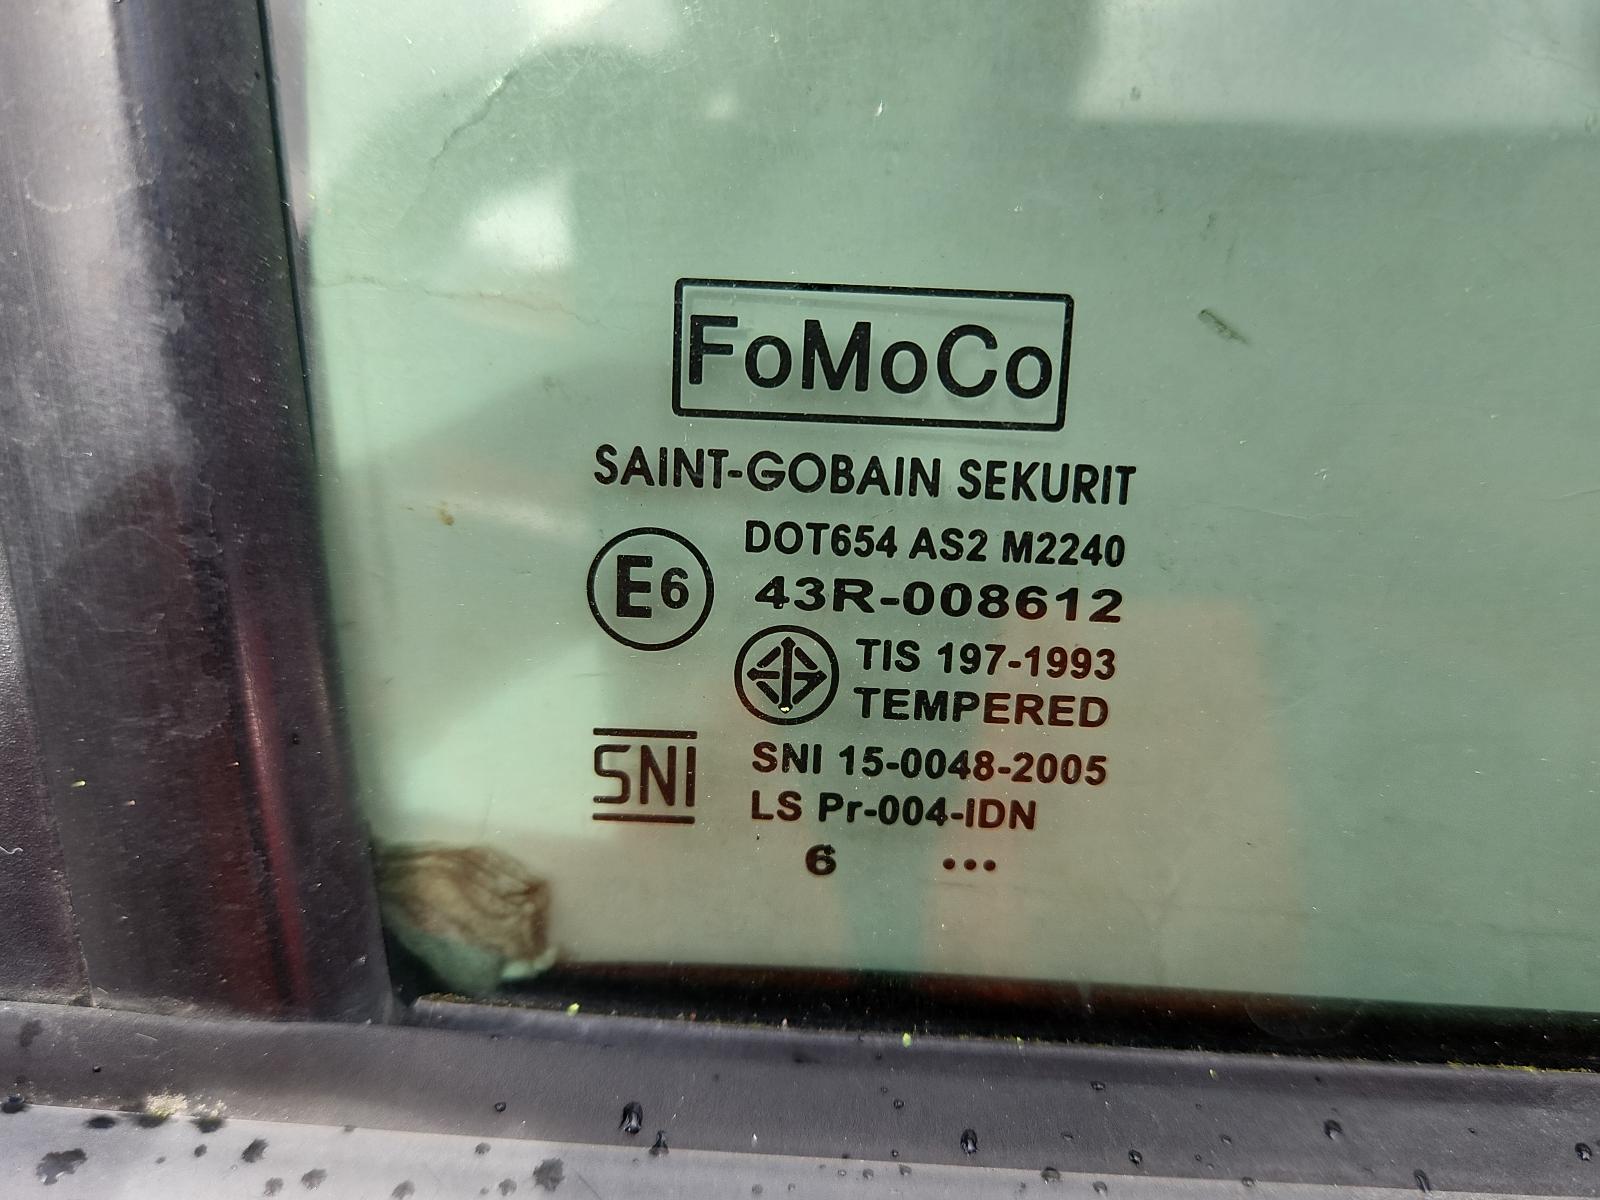 FoMoCo
SAINT-GOBAIN SEKURIT
DOT654 AS2 M2240
E6
43R-008612
TIS 197-1993
TEMPERED
SNI
SNI 15-0048-2005
LS Pr-004-IDN
6 ...